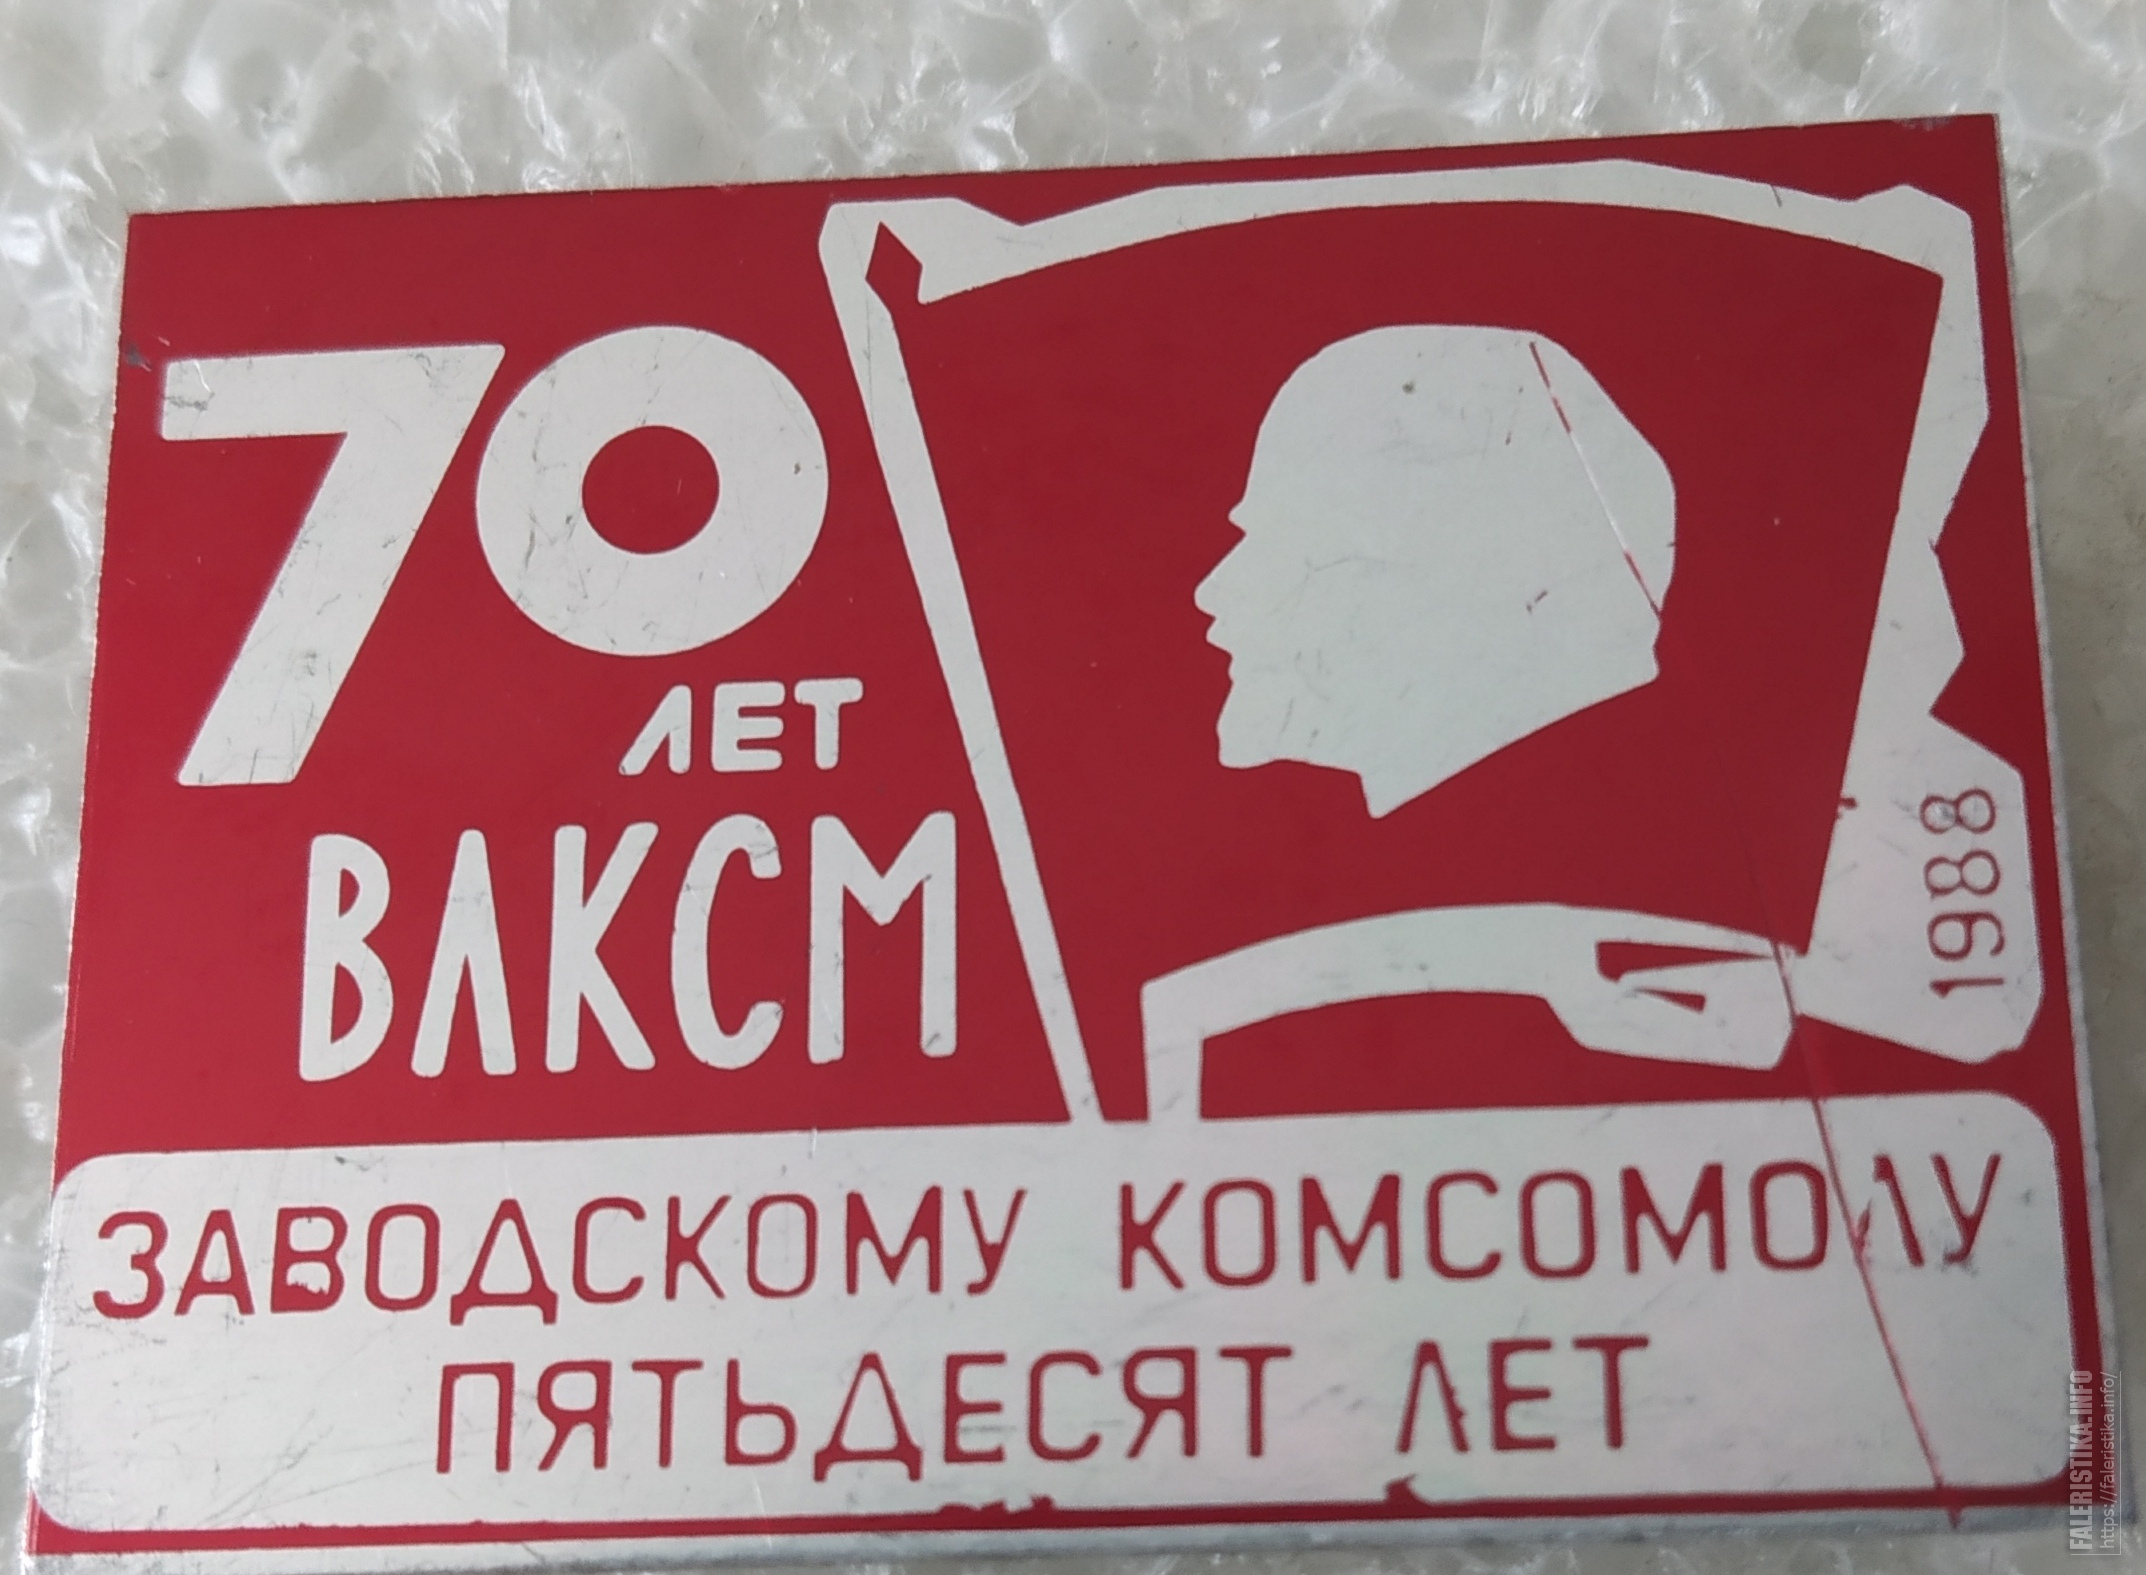 70
ЛЕТ
ВЛКСМ
1988
ЗАВОДСКОМУ КОМСОМОЛУ
ПЯТЬДЕСЯТ ЛЕТ
FALERISTIKA.INFO
https://faleristika.info/